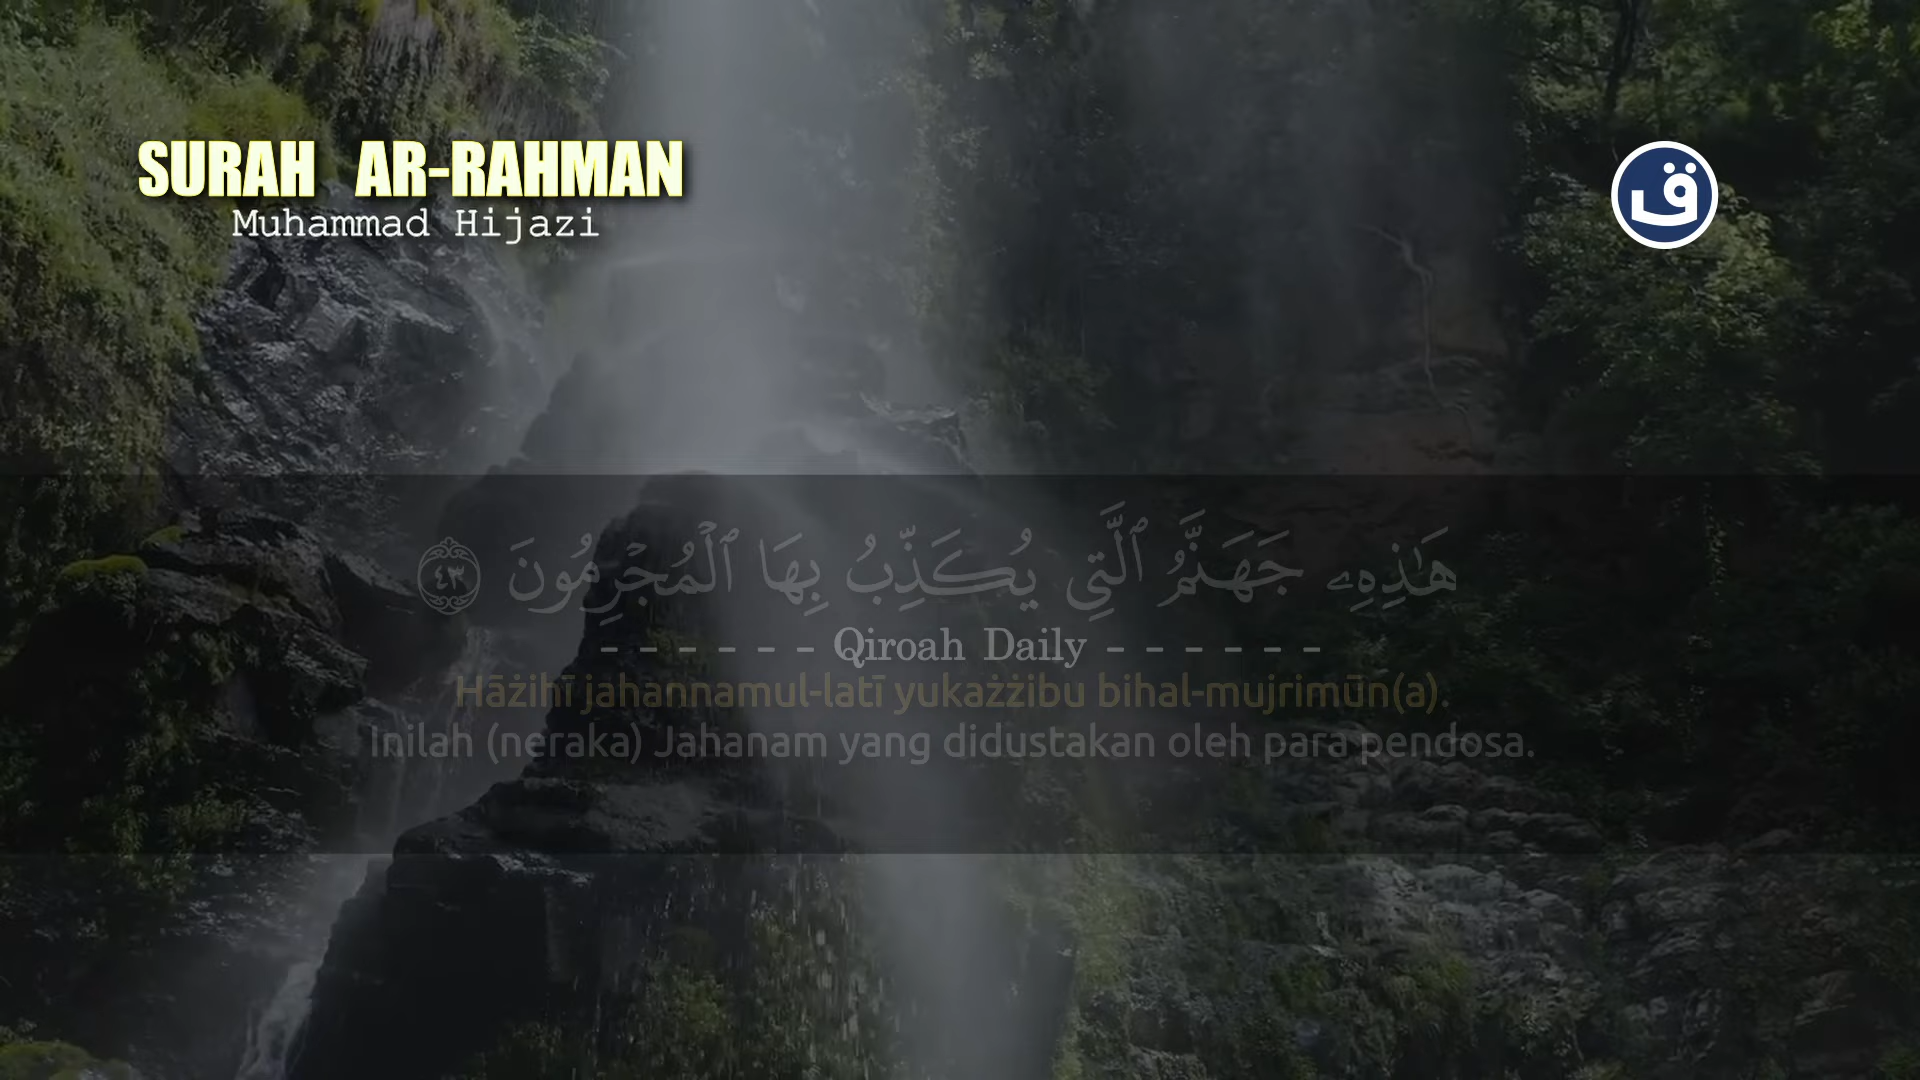 SURAH AR-RAHMAN
Muhammad Hijazi
ق
هَـٰذِهِۦ جَهَنَّمُ ٱلَّتِي يُكَذِّبُ بِهَا ٱلۡمُجۡرِمُونَ ٤٣
- - - - - - Qiroah Daily - - - - - -
Hāżihī jahannamul-latī yukażżibu bihal-mujrimūn(a).
Inilah (neraka) Jahanam yang didustakan oleh para pendosa.